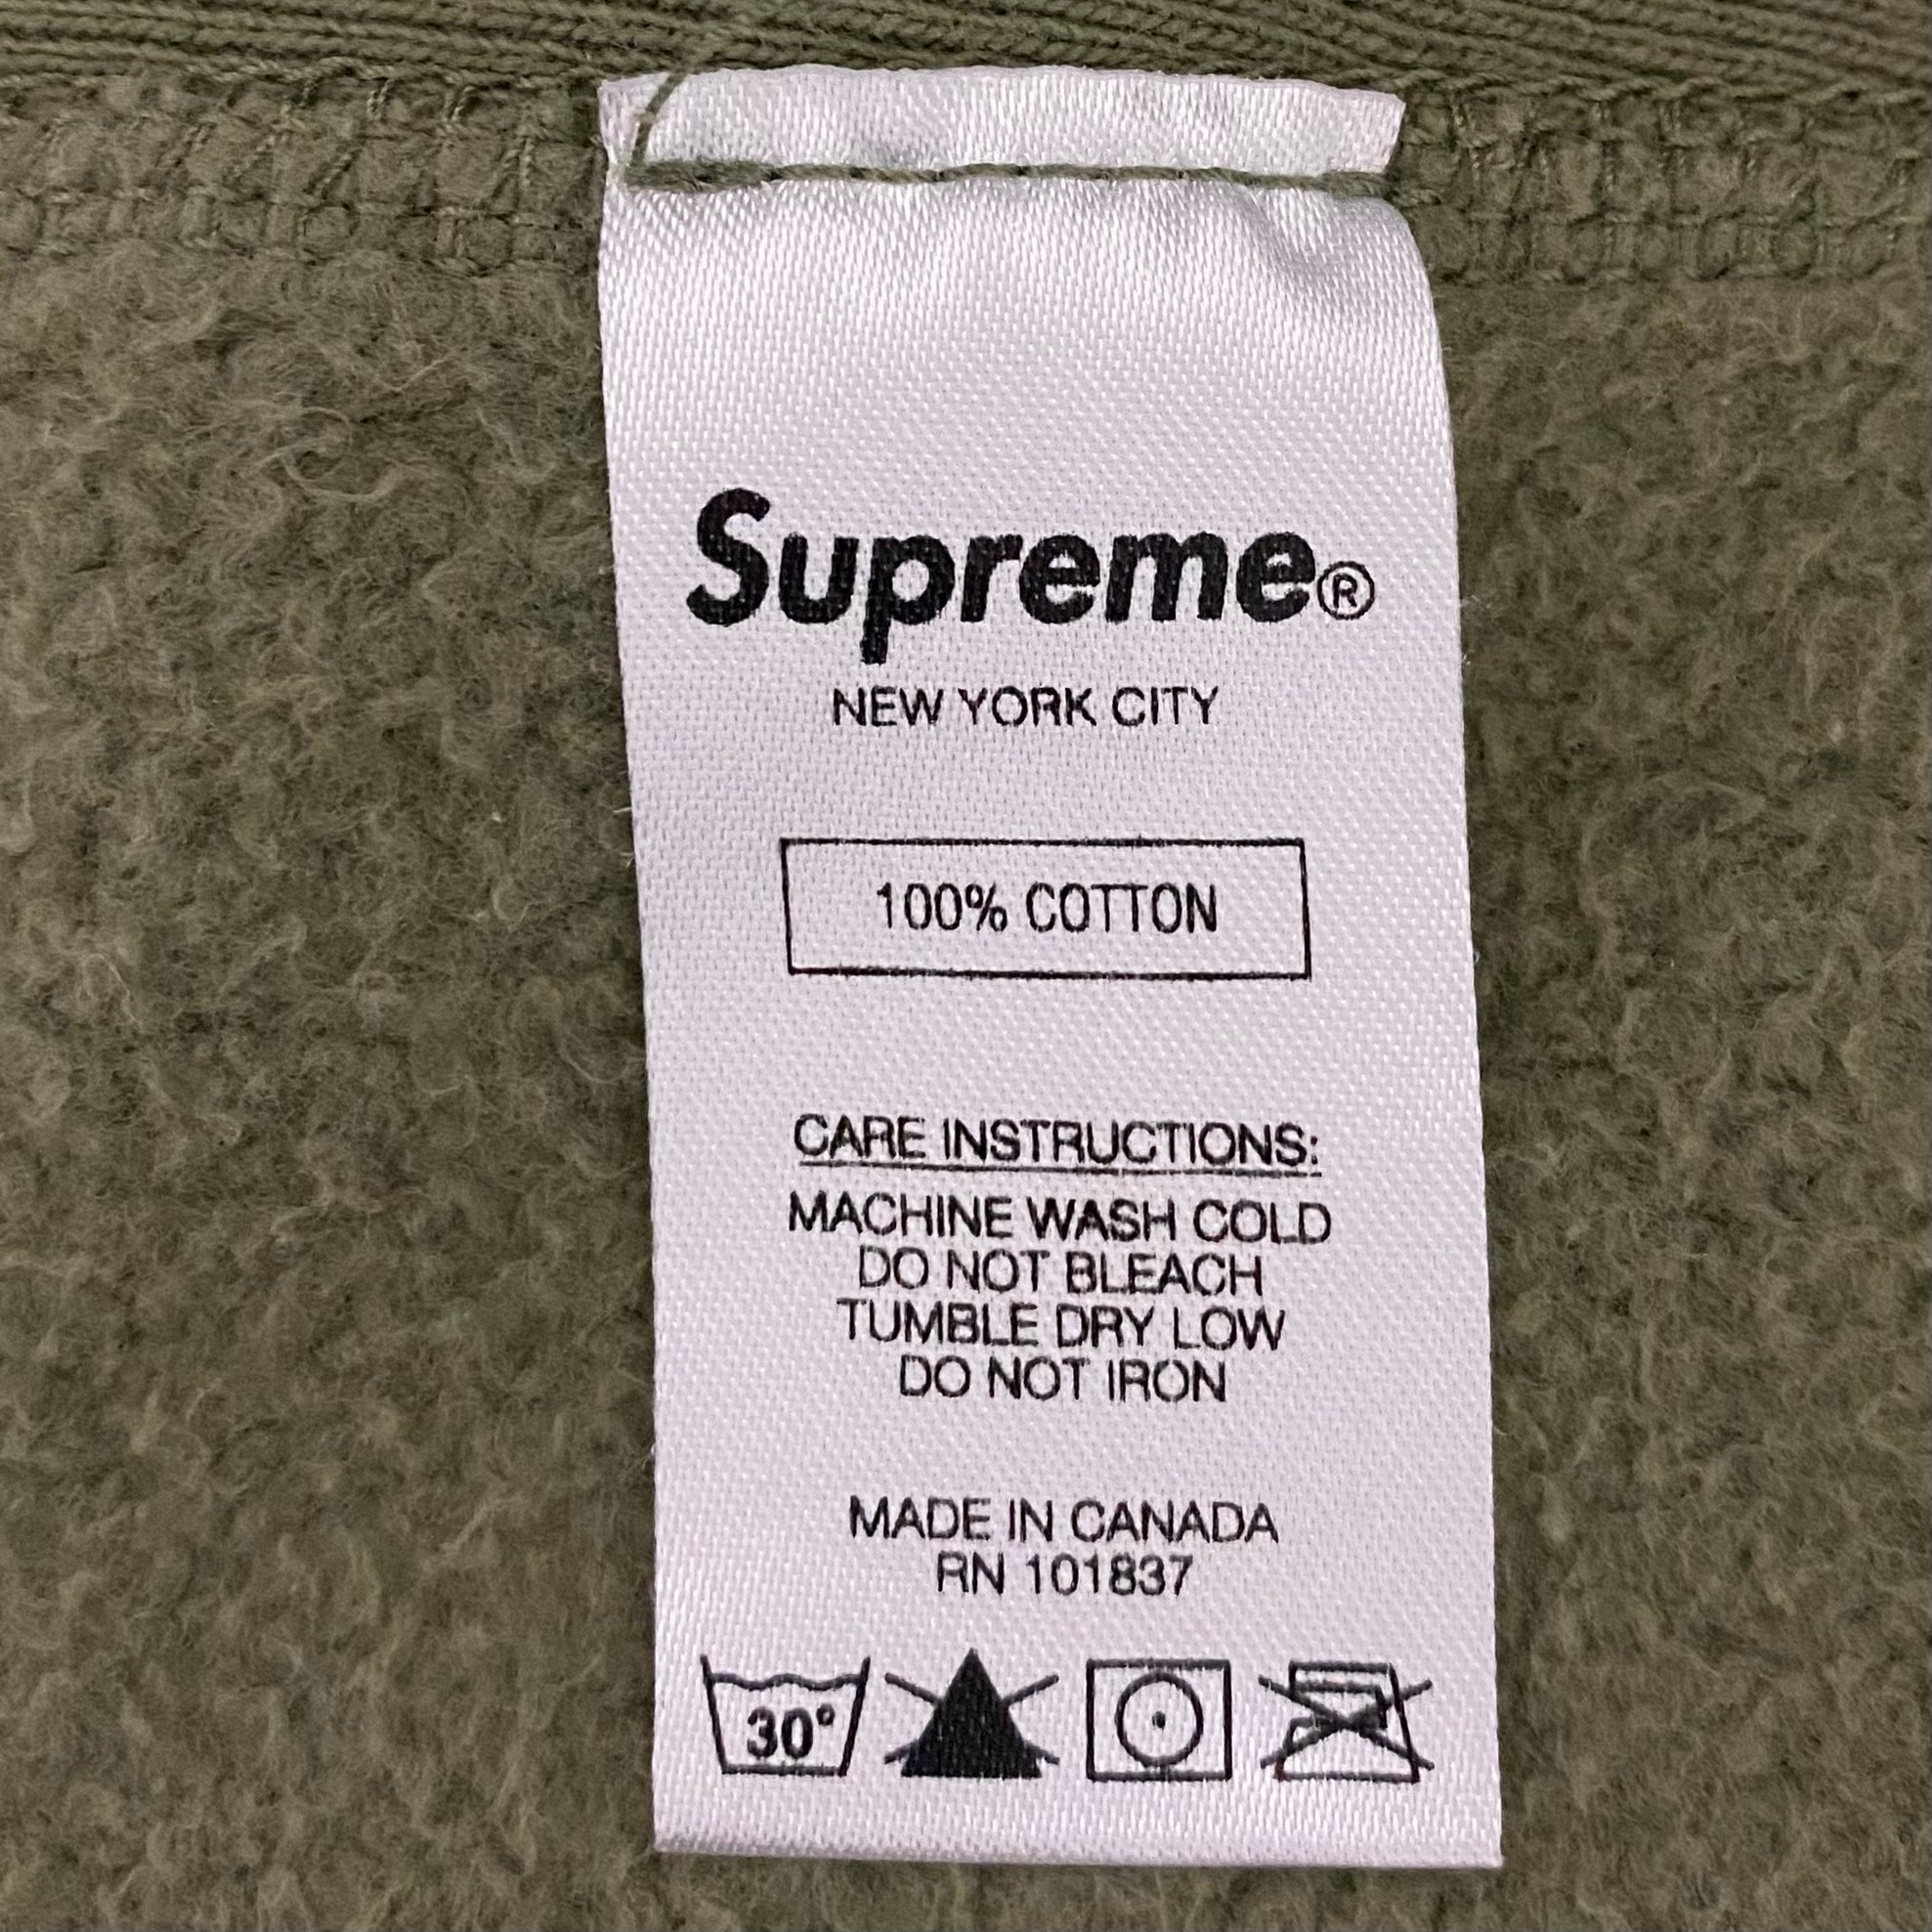 Supreme®
NEW YORK CITY
100% COTTON
CARE INSTRUCTIONS:
MACHINE WASH COLD
DO NOT BLEACH
TUMBLE DRY LOW
DO NOT IRON
MADE IN CANADA
RN 101837
30°